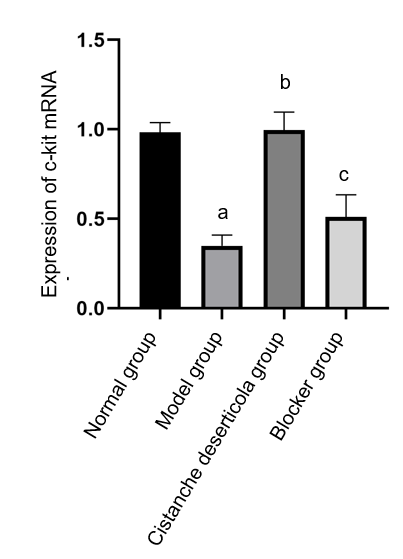 Expression of c-kit mRNA
1.5
1.0
0.5
0.0
a
b
c
Normal group
Model group
Cistanche deserticola group
Blocker group